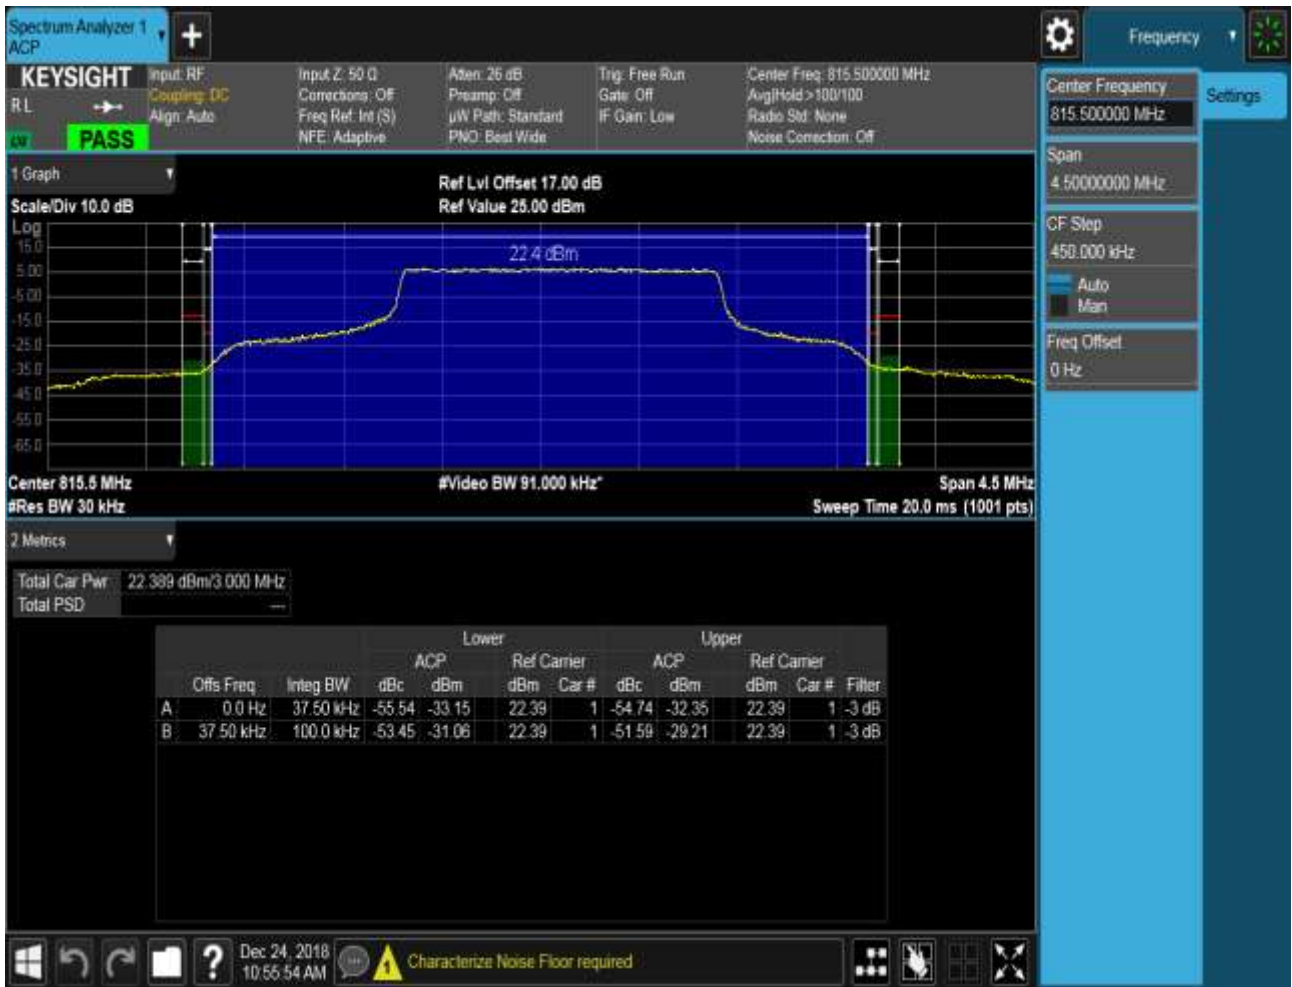 Spectrum Analyzer 1
ACP
Frequency
KEYSIGHT
R L
PASS
Input: RF
Coupling: DC
Align: Auto
Input Z: 50 Ω
Corrections: Off
Freq Ref: Int (S)
NFE: Adaptive
Atten: 26 dB
Preamp: Off
µW Path: Standard
PNO: Best Wide
Trig: Free Run
Gate: Off
IF Gain: Low
Center Freq: 815.500000 MHz
Avg|Hold >100/100
Radio Std: None
Noise Correction: Off
Center Frequency
815.500000 MHz
Settings
Span
4.50000000 MHz
CF Step
450.000 kHz
Auto
Man
Freq Offset
0 Hz
1 Graph
Scale/Div 10.0 dB
Ref Lvl Offset 17.00 dB
Ref Value 25.00 dBm
Log
15.0
5.00
-5.00
-15.0
-25.0
-35.0
-45.0
-55.0
-65.0
22.4 dBm
Center 815.5 MHz
#Video BW 91.000 kHz*
Span 4.5 MHz
#Res BW 30 kHz
Sweep Time 20.0 ms (1001 pts)
2 Metrics
Total Car Pwr 22.389 dBm/3.000 MHz
Total PSD ---
Lower Upper
ACP Ref Carrier ACP Ref Carrier
Offs Freq Integ BW dBc dBm dBm Car # dBc dBm dBm Car # Filter
A 0.0 Hz 37.50 kHz -55.54 -33.15 22.39 1 -54.74 -32.35 22.39 1 -3 dB
B 37.50 kHz 100.0 kHz -53.45 -31.06 22.39 1 -51.59 -29.21 22.39 1 -3 dB
?
Dec 24, 2018
10:55:54 AM
1
Characterize Noise Floor required